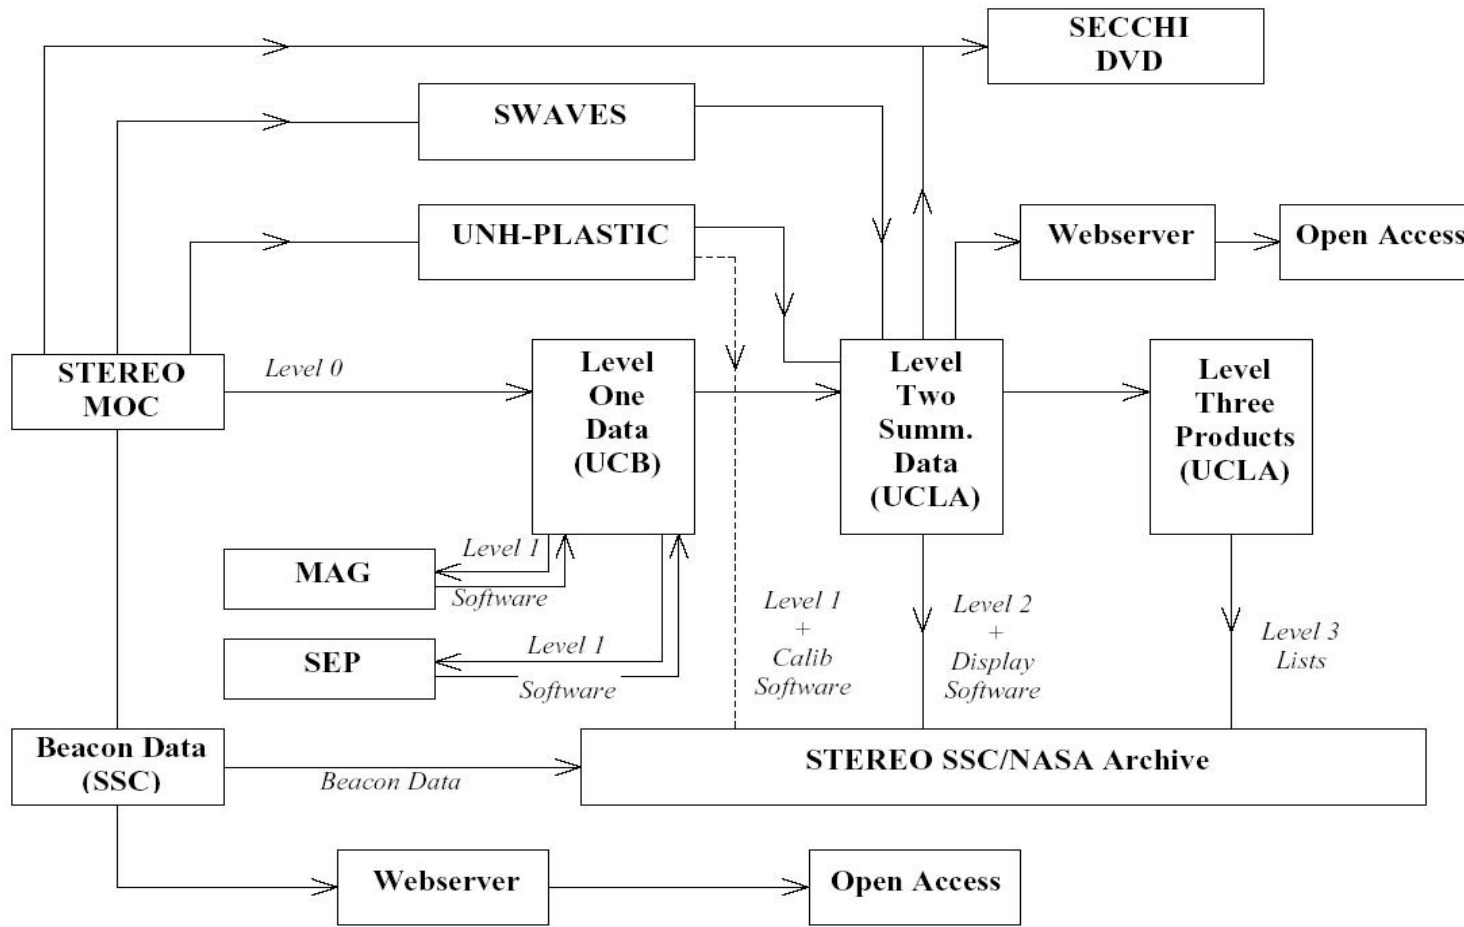 SECCHI
DVD
SWAVES
UNH-PLASTIC
Webserver
Open Access
STEREO
MOC
Level 0
Level
One
Data
(UCB)
Level
Two
Summ.
Data
(UCLA)
Level
Three
Products
(UCLA)
MAG
Level 1
Software
SEP
Level 1
Software
Level 1
+
Calib
Software
Level 2
+
Display
Software
Level 3
Lists
Beacon Data
(SSC)
Beacon Data
STEREO SSC/NASA Archive
Webserver
Open Access